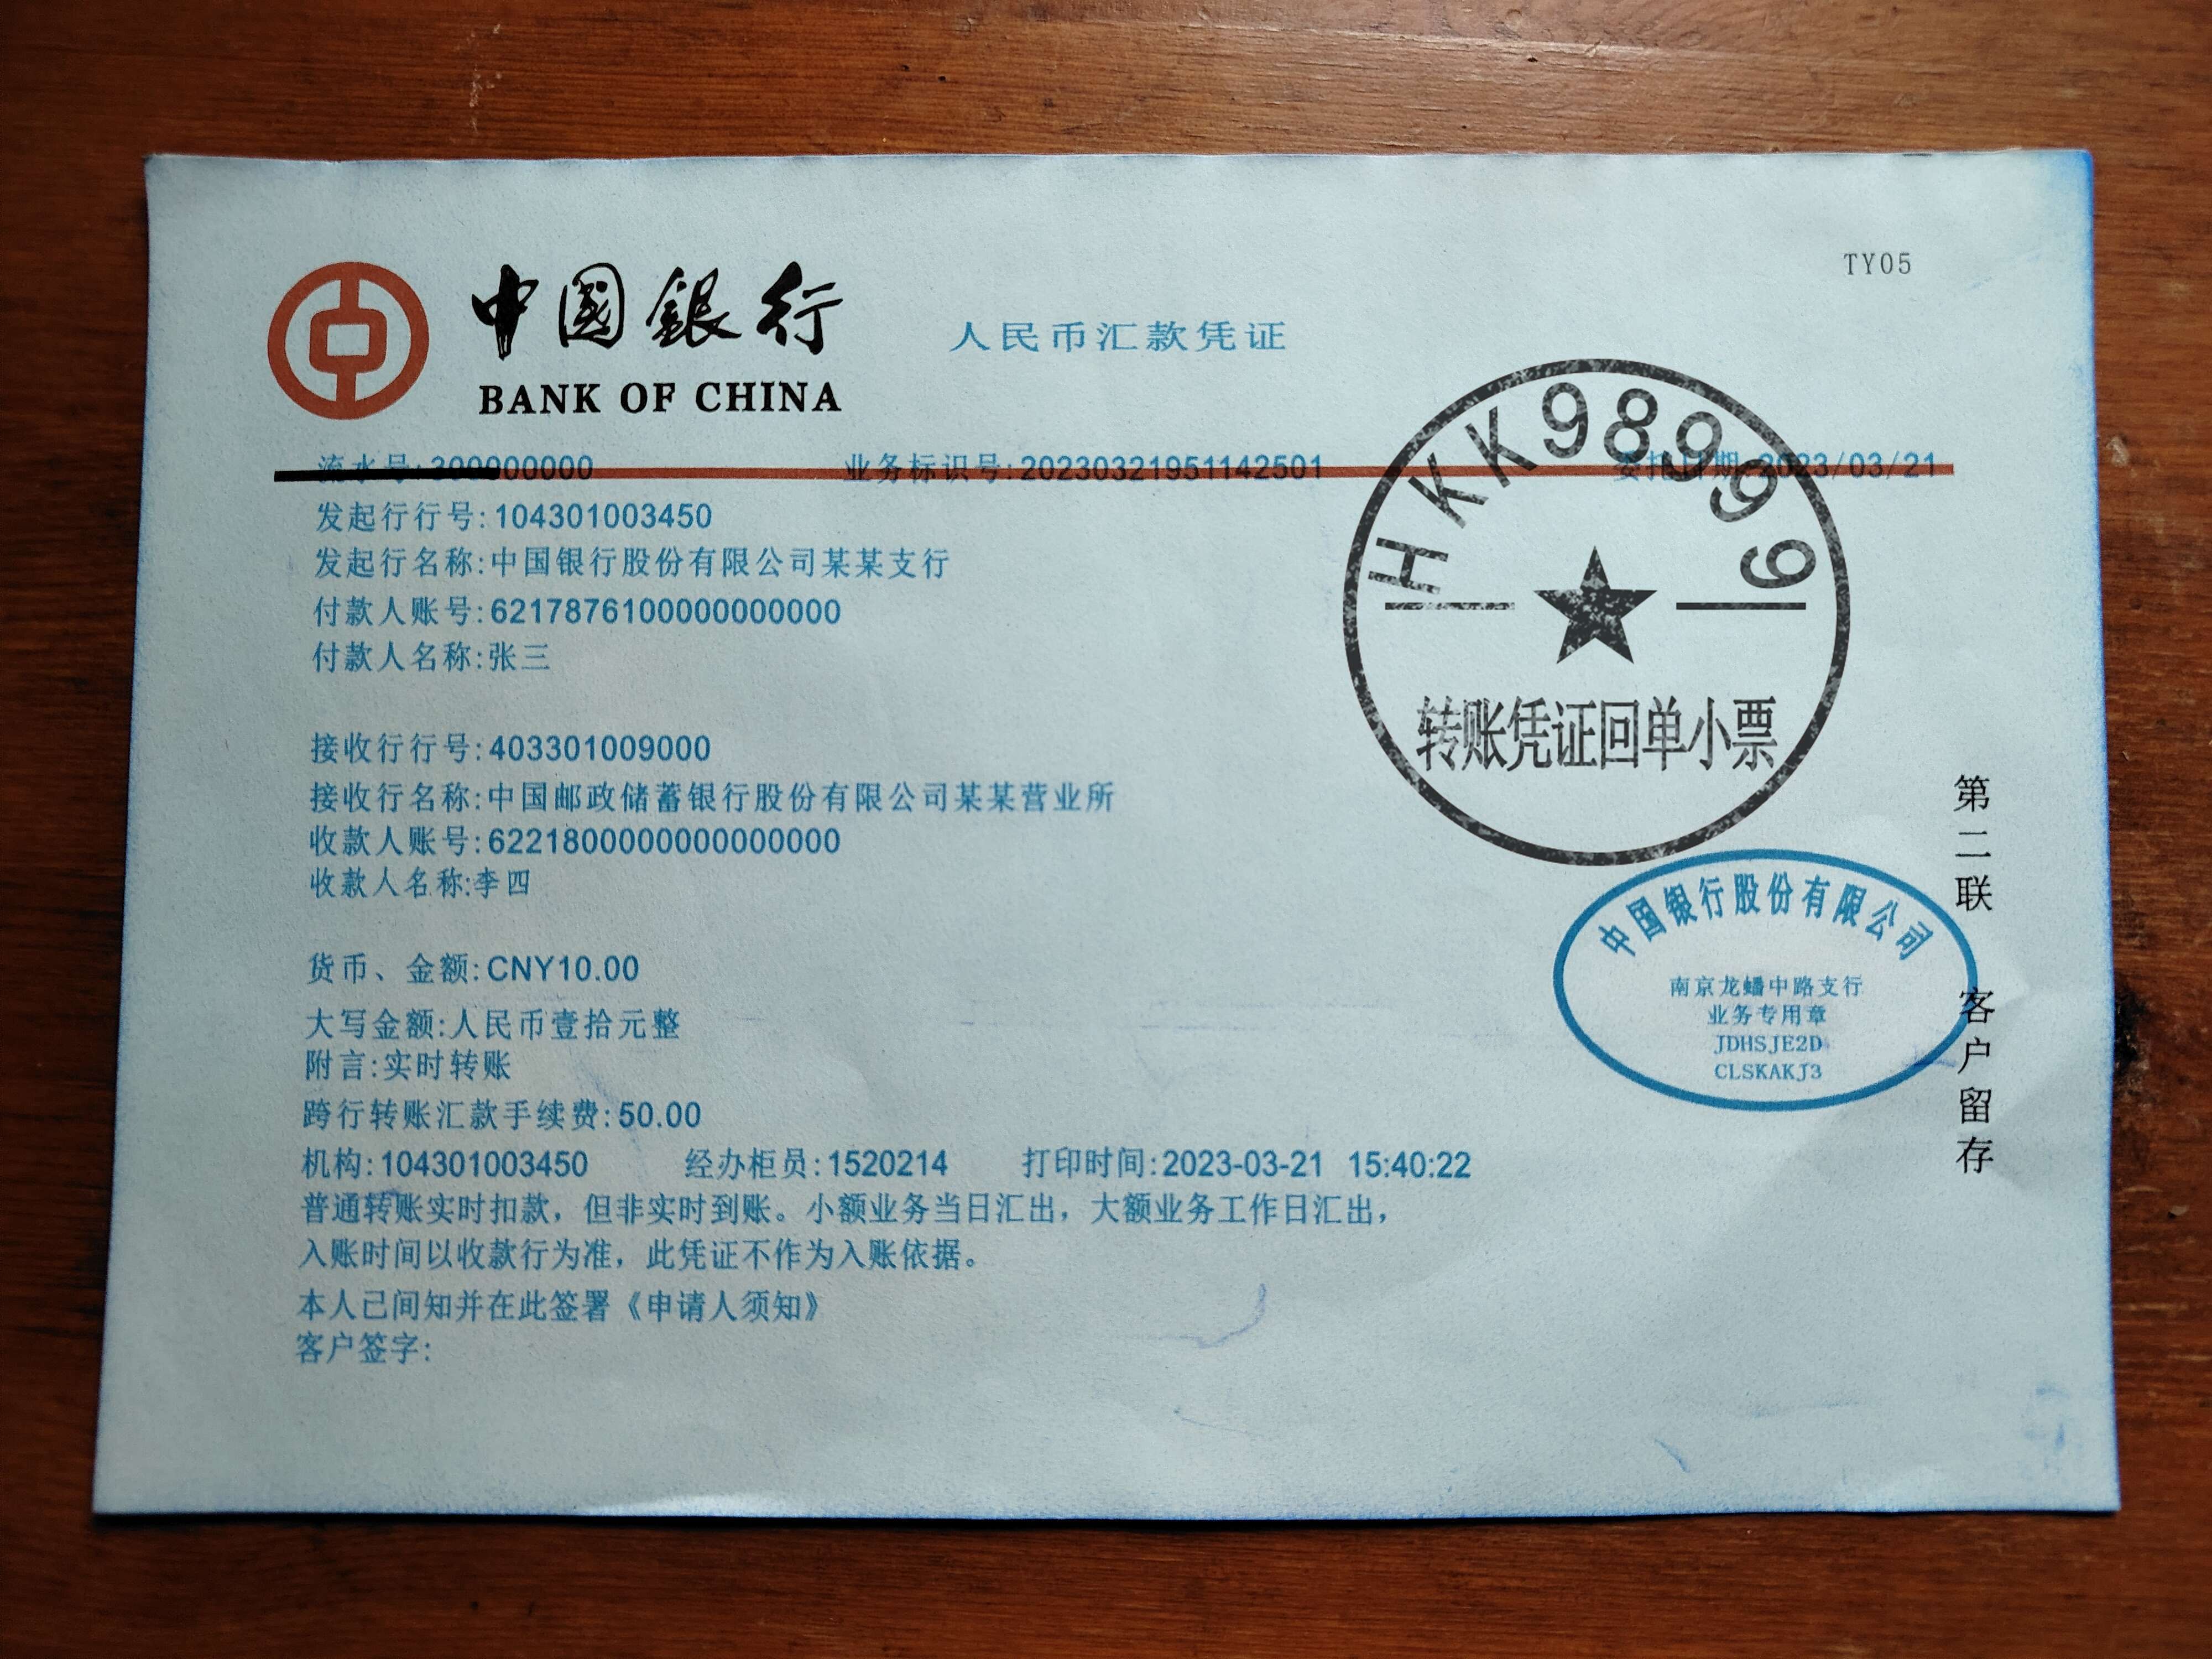 TY05
中國銀行
BANK OF CHINA
人民币汇款凭证
流水号:300000000 业务标识号:20230321951142501 委托日期:2023/03/21
发起行行号:104301003450
发起行名称:中国银行股份有限公司某某支行
付款人账号:6217876100000000000
付款人名称:张三
HKK98999
转账凭证回单小票
接收行行号:403301009000
接收行名称:中国邮政储蓄银行股份有限公司某某营业所
收款人账号:6221800000000000000
收款人名称:李四
货币、金额:CNY10.00
大写金额:人民币壹拾元整
附言:实时转账
跨行转账汇款手续费:50.00
机构:104301003450 经办柜员:1520214 打印时间:2023-03-21 15:40:22
普通转账实时扣款，但非实时到账。小额业务当日汇出，大额业务工作日汇出，
入账时间以收款行为准，此凭证不作为入账依据。
本人已间知并在此签署《申请人须知》
客户签字:
中国银行股份有限公司
南京龙蟠中路支行
业务专用章
JDHSJE2D
CLSKAKJ3
第二联 客户留存